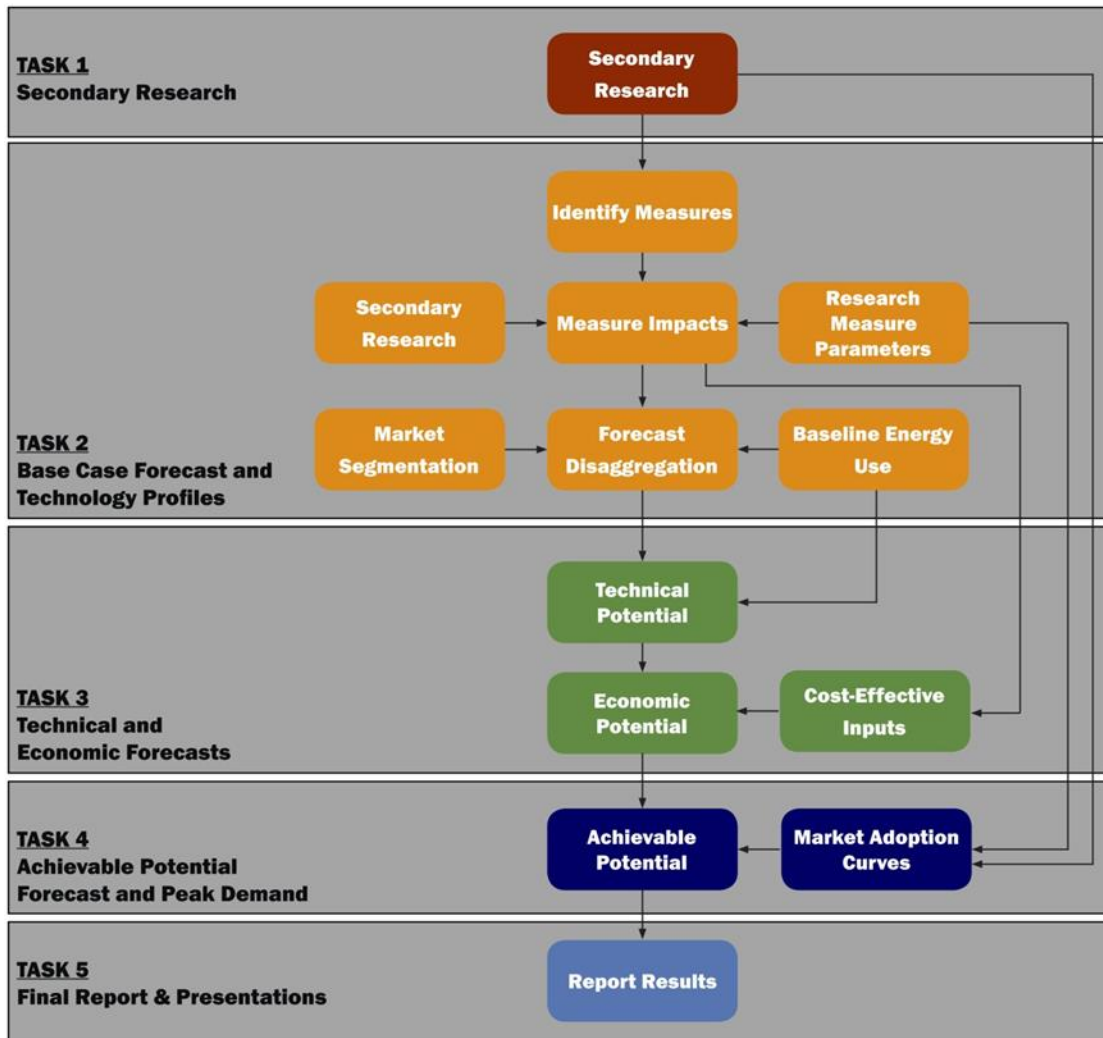 TASK 1
Secondary Research
Secondary
Research
Identify Measures
Secondary
Research
Measure Impacts
Research
Measure
Parameters
TASK 2
Base Case Forecast and
Technology Profiles
Market
Segmentation
Forecast
Disaggregation
Baseline Energy
Use
Technical
Potential
TASK 3
Technical and
Economic Forecasts
Economic
Potential
Cost-Effective
Inputs
TASK 4
Achievable Potential
Forecast and Peak Demand
Achievable
Potential
Market Adoption
Curves
TASK 5
Final Report & Presentations
Report Results